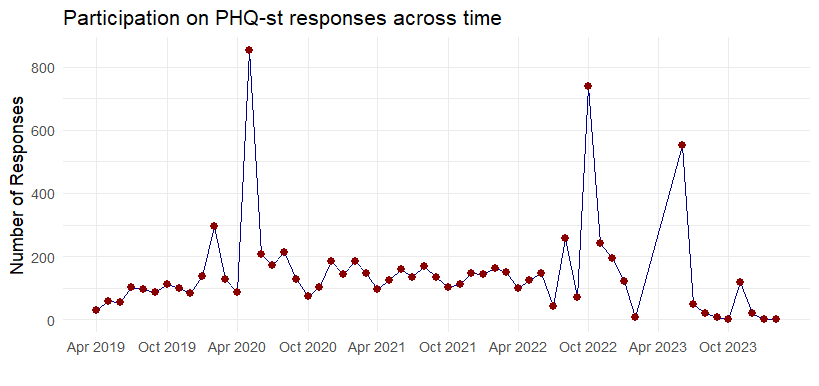 Participation on PHQ-st responses across time
Number of Responses
800
600
400
200
0
Apr 2019 Oct 2019 Apr 2020 Oct 2020 Apr 2021 Oct 2021 Apr 2022 Oct 2022 Apr 2023 Oct 2023